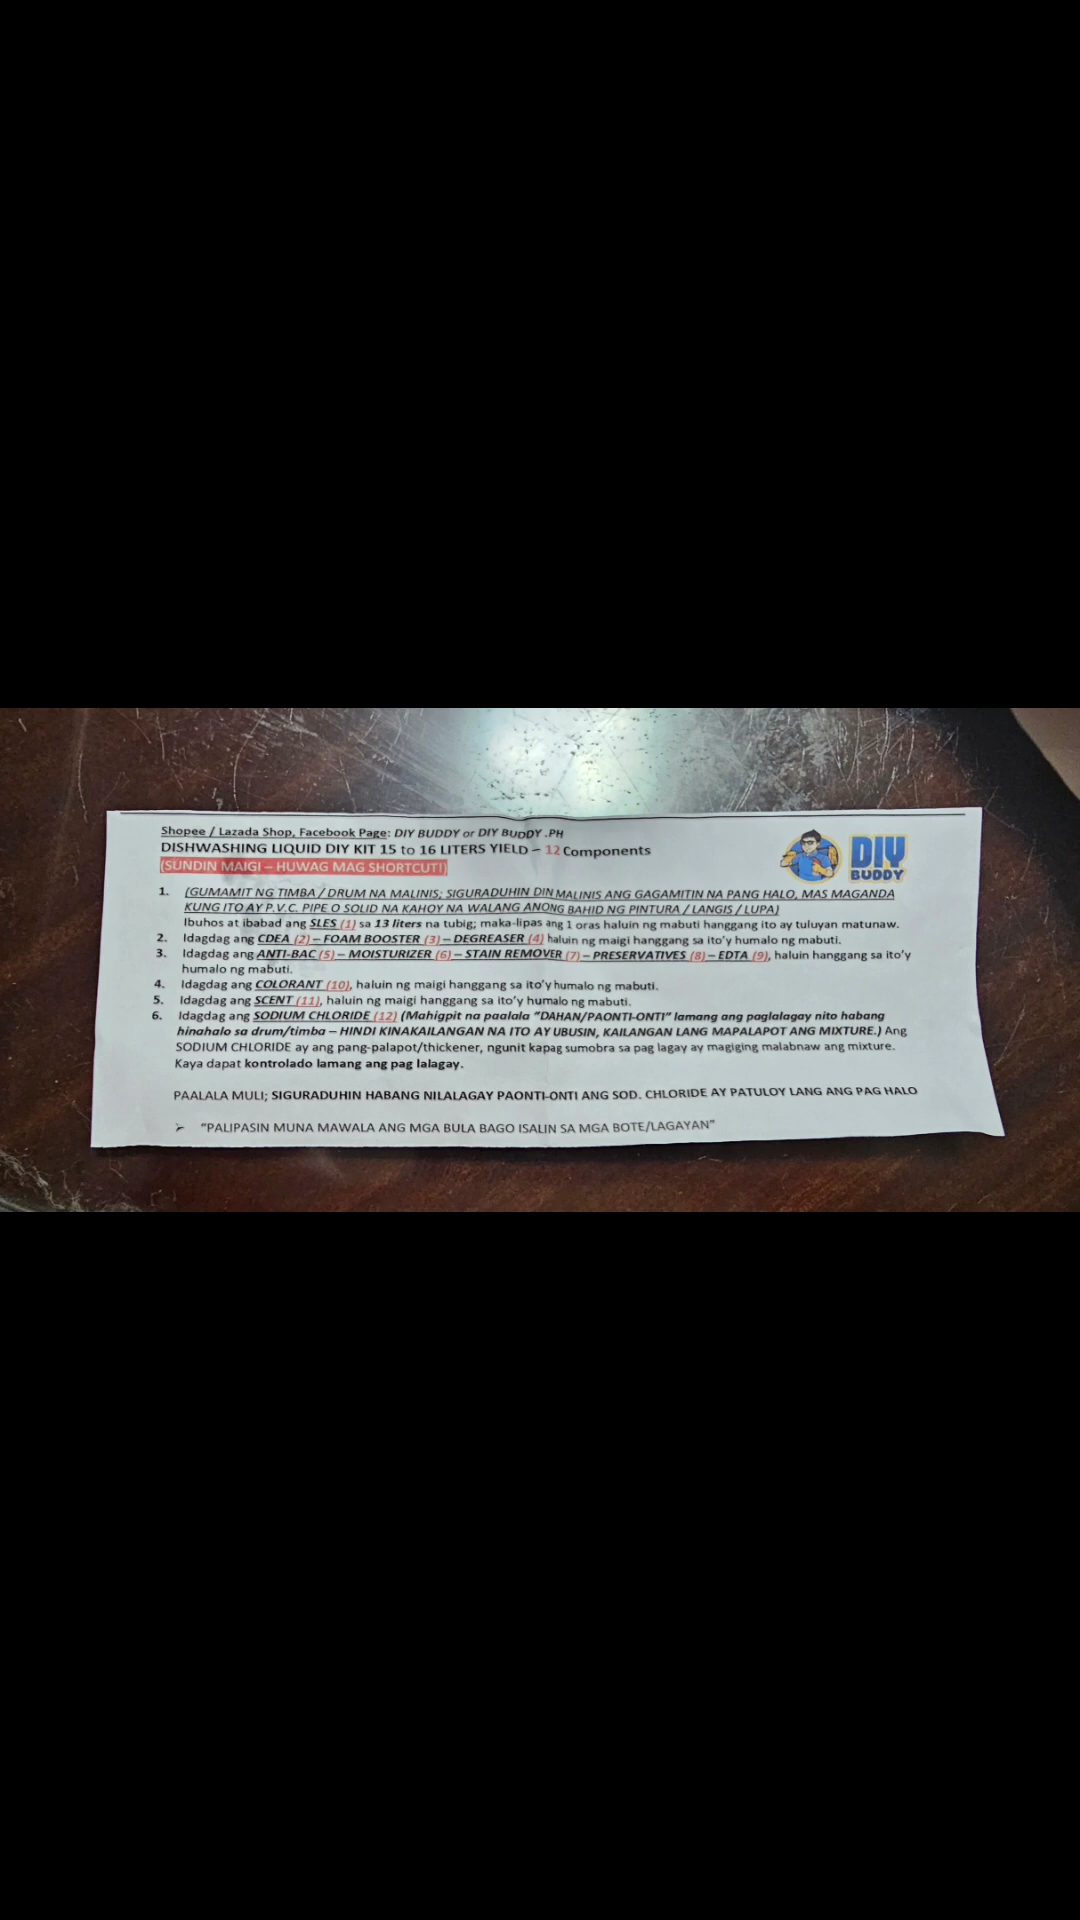 Shopee / Lazada Shop, Facebook Page: DIY BUDDY or DIY BUDDY .PH
DISHWASHING LIQUID DIY KIT 15 to 16 LITERS YIELD – 12 Components
(SUNDIN MAIGI – HUWAG MAG SHORTCUT!)
DIY
BUDDY
1. (GUMAMIT NG TIMBA / DRUM NA MALINIS; SIGURADUHIN DIN MALINIS ANG GAGAMITIN NA PANG HALO, MAS MAGANDA
KUNG ITO AY P.V.C. PIPE O SOLID NA KAHOY NA WALANG ANONG BAHID NG PINTURA / LANGIS / LUPA)
Ibuhos at ibabad ang SLES (1) sa 13 liters na tubig; maka-lipas ang 1 oras haluin ng mabuti hanggang ito ay tuluyan matunaw.
2. Idagdag ang CDEA (2) – FOAM BOOSTER (3) – DEGREASER (4) haluin ng maigi hanggang sa ito'y humalo ng mabuti.
3. Idagdag ang ANTI-BAC (5) – MOISTURIZER (6) – STAIN REMOVER (7) – PRESERVATIVES (8) – EDTA (9), haluin hanggang sa ito'y
humalo ng mabuti.
4. Idagdag ang COLORANT (10), haluin ng maigi hanggang sa ito'y humalo ng mabuti.
5. Idagdag ang SCENT (11), haluin ng maigi hanggang sa ito'y humalo ng mabuti.
6. Idagdag ang SODIUM CHLORIDE (12) (Mahigpit na paalala "DAHAN/PAONTI-ONTI" lamang ang paglalagay nito habang
hinahalo sa drum/timba – HINDI KINAKAILANGAN NA ITO AY UBUSIN, KAILANGAN LANG MAPALAPOT ANG MIXTURE.) Ang
SODIUM CHLORIDE ay ang pang-palapot/thickener, ngunit kapag sumobra sa pag lagay ay magiging malabnaw ang mixture.
Kaya dapat kontrolado lamang ang pag lalagay.
PAALALA MULI; SIGURADUHIN HABANG NILALAGAY PAONTI-ONTI ANG SOD. CHLORIDE AY PATULOY LANG ANG PAG HALO
➢ "PALIPASIN MUNA MAWALA ANG MGA BULA BAGO ISALIN SA MGA BOTE/LAGAYAN"